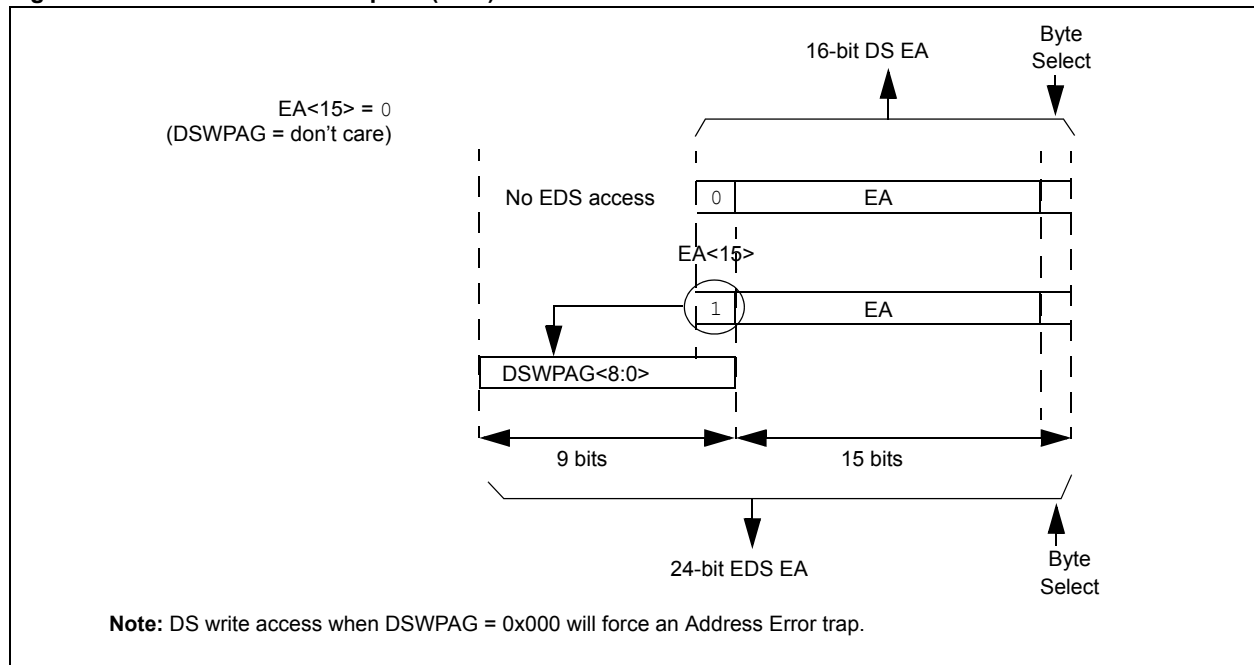 16-bit DS EA
Byte
Select
EA<15> = 0
(DSWPAG = don't care)
No EDS access
0
EA
EA<15>
1
EA
DSWPAG<8:0>
9 bits
15 bits
24-bit EDS EA
Byte
Select
Note: DS write access when DSWPAG = 0x000 will force an Address Error trap.